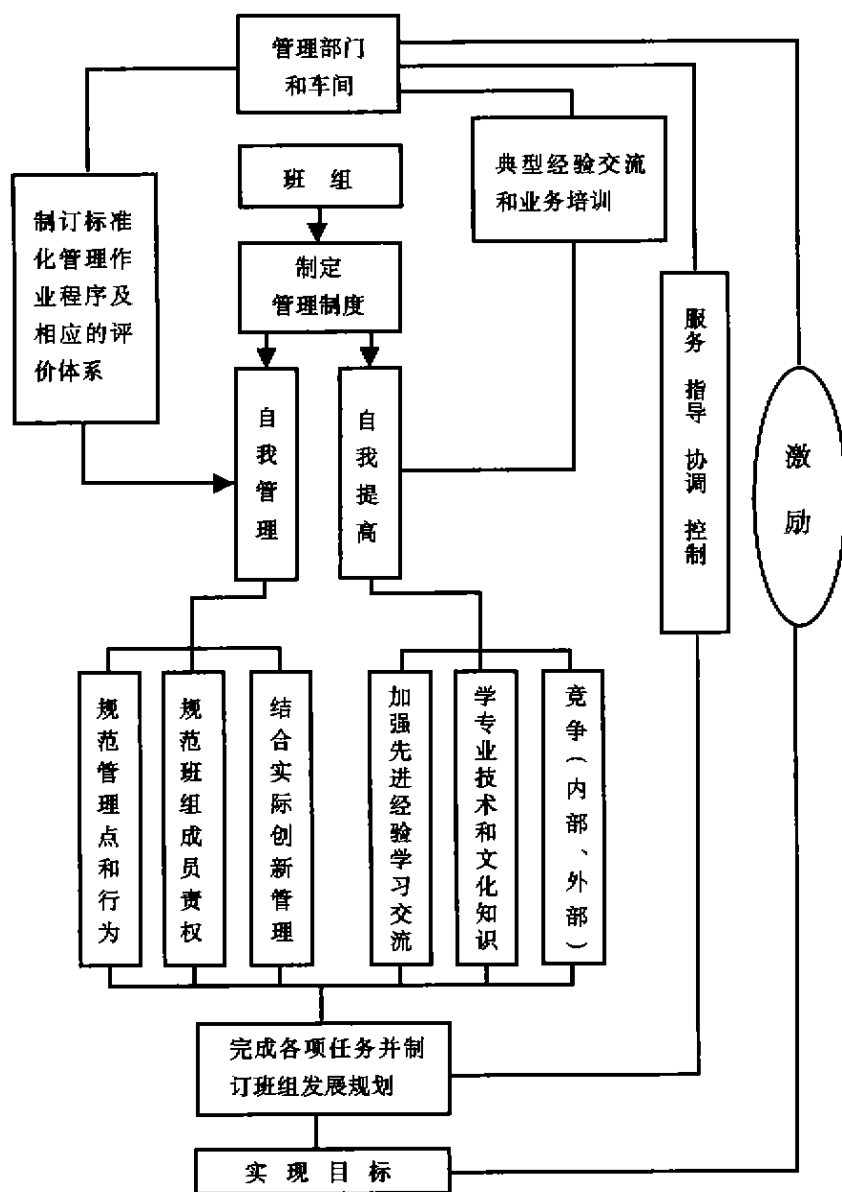 管理部门
和车间
典型经验交流
和业务培训
班 组
制订标准
化管理作
业程序及
相应的评
价体系
制定
管理制度
服务 指导 协调 控制
激励
自我管理
自我提高
规范管理点和行为
规范班组成员责权
结合实际创新管理
加强先进经验学习交流
学专业技术和文化知识
竞争(内部、外部)
完成各项任务并制
订班组发展规划
实现目标